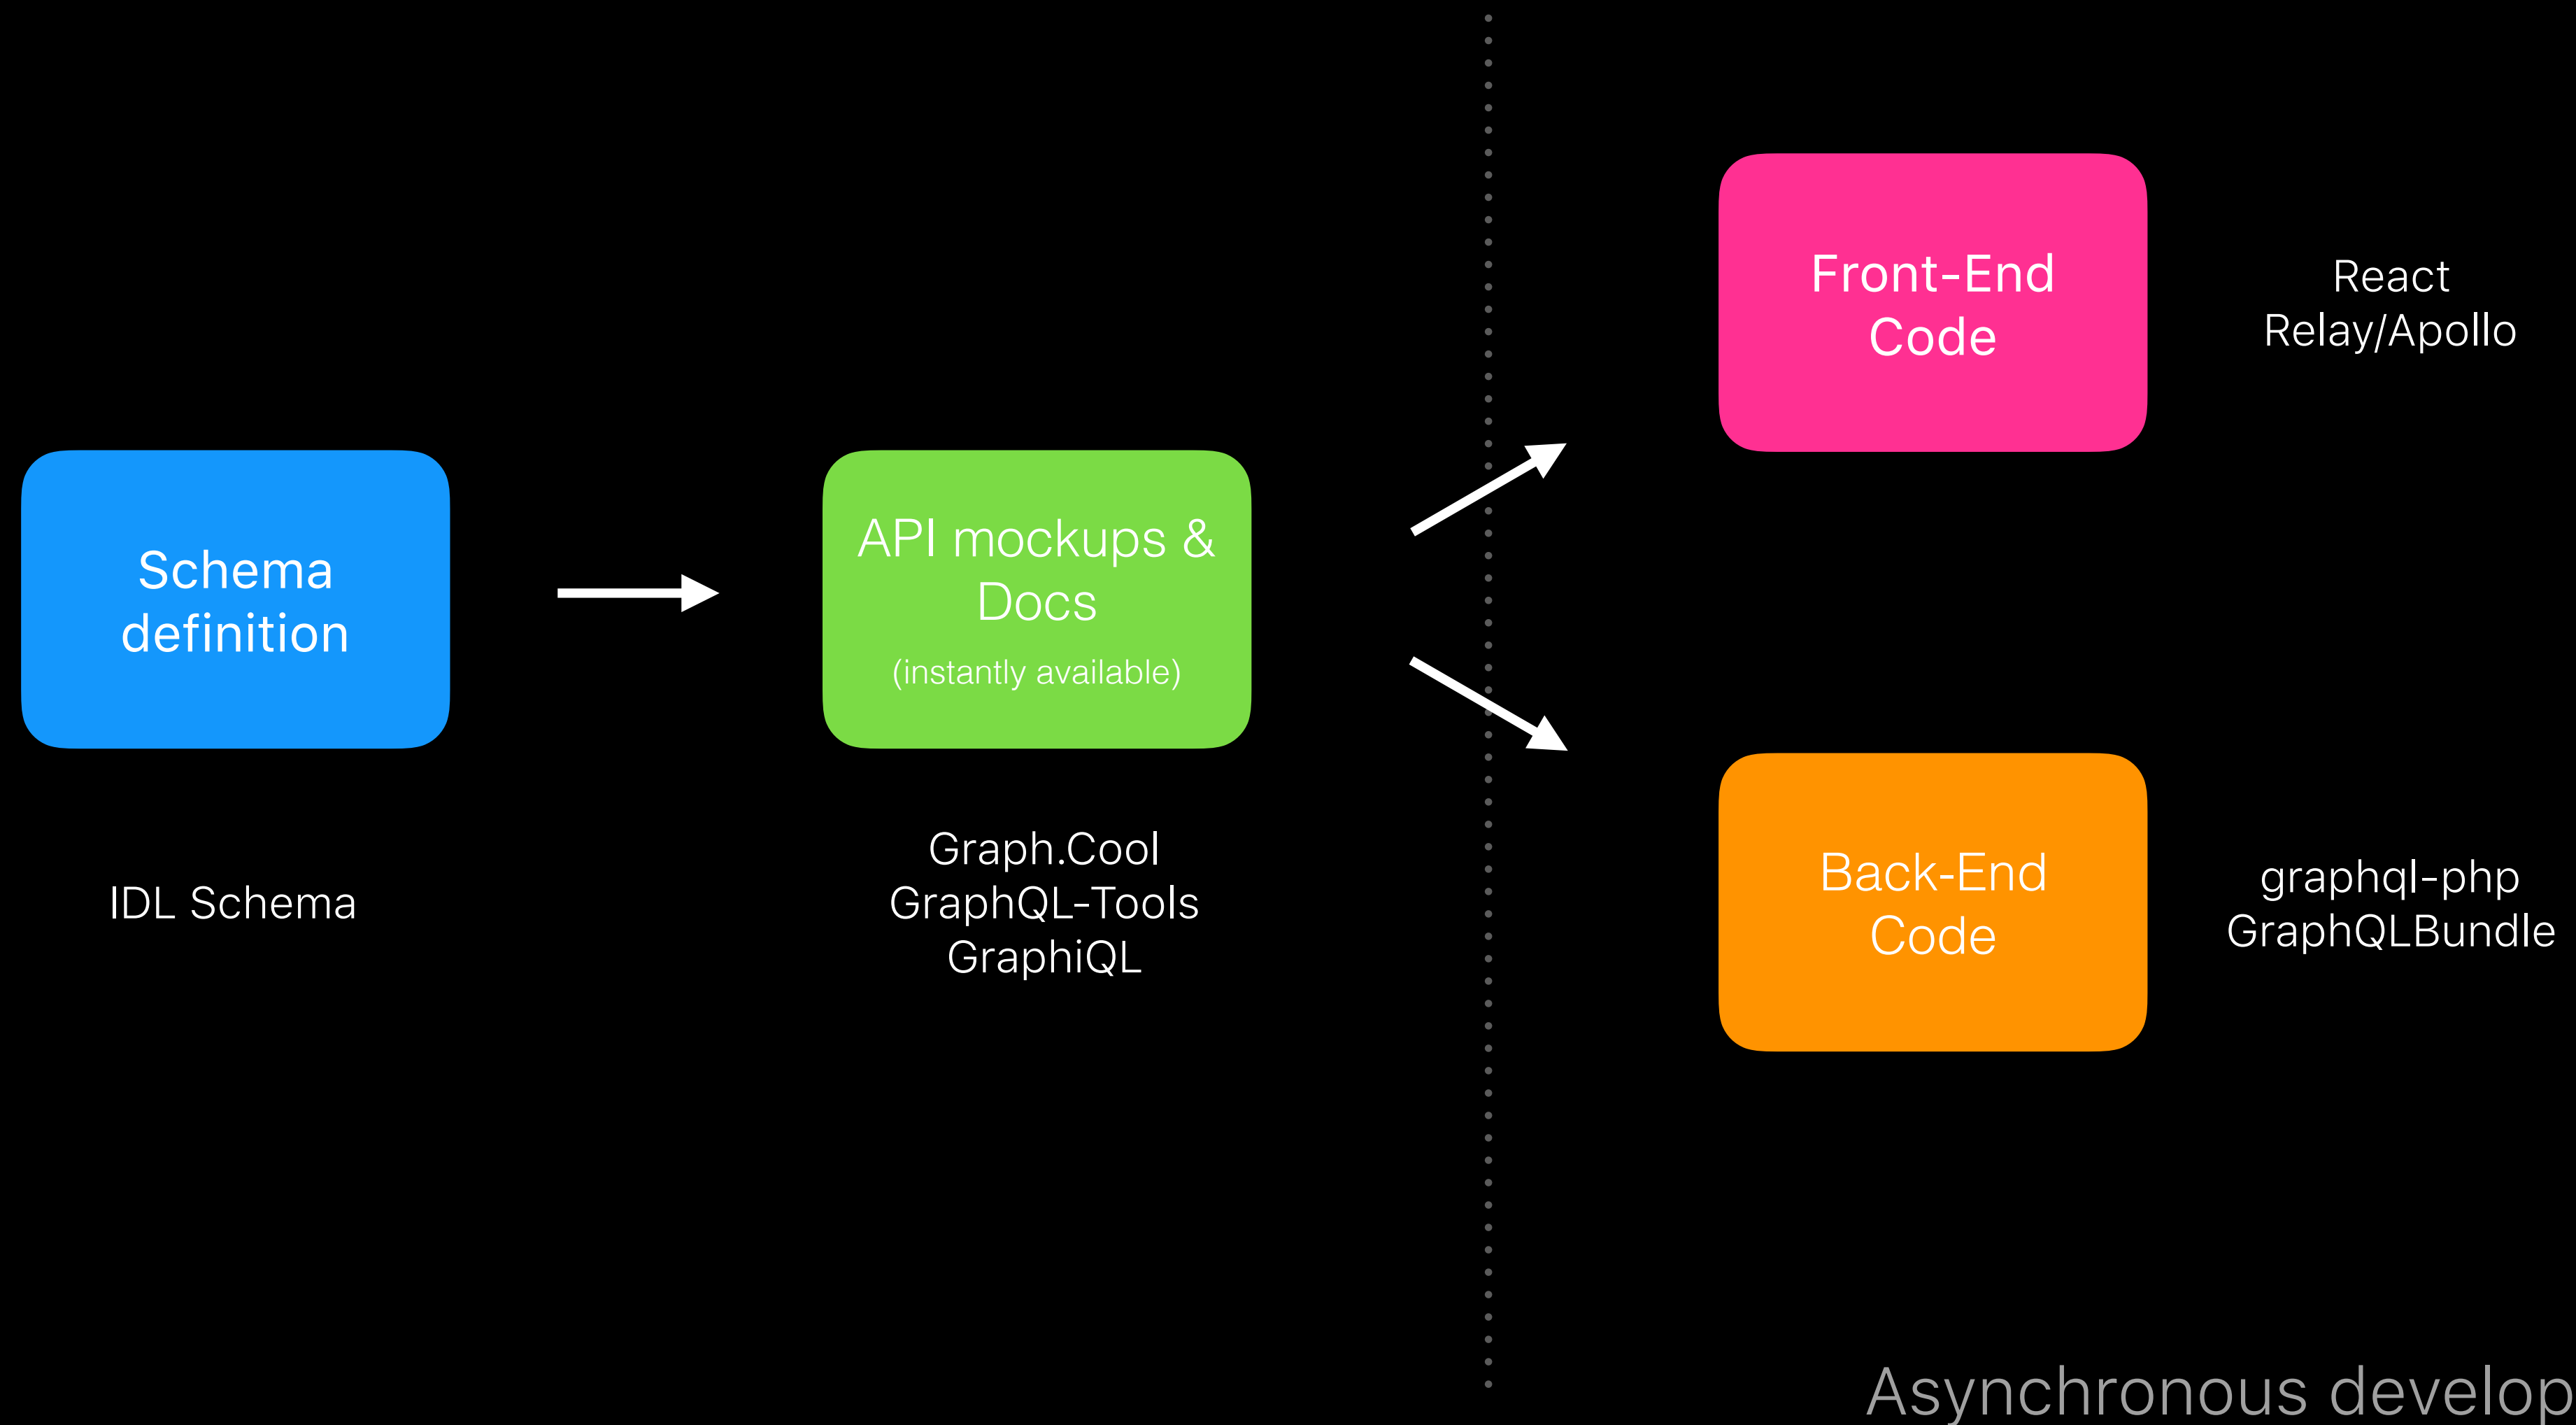 Schema
definition
IDL Schema
API mockups &
Docs
(instantly available)
Graph.Cool
GraphQL-Tools
GraphiQL
Front-End
Code
React
Relay/Apollo
Back-End
Code
graphql-php
GraphQLBundle
Asynchronous develop